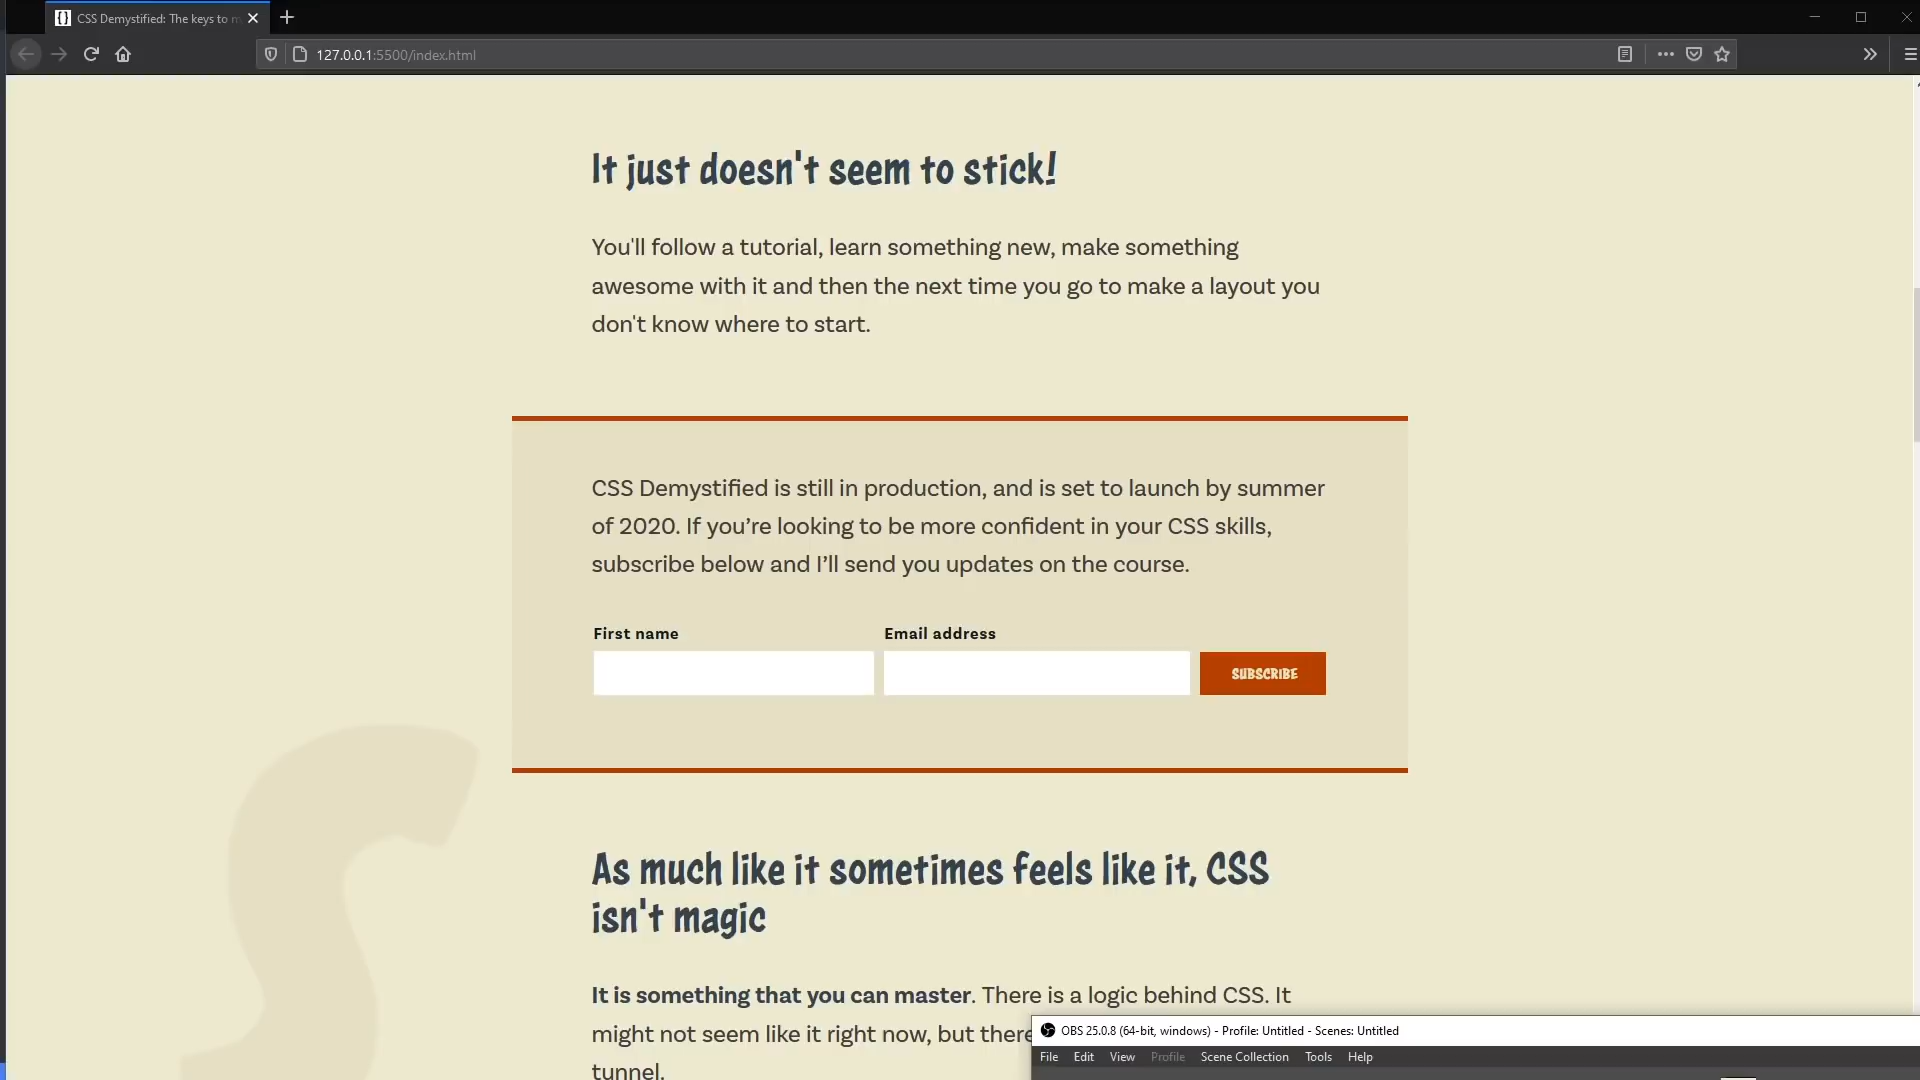 CSS Demystified: The keys to m
127.0.0.1:5500/index.html
It just doesn't seem to stick!
You'll follow a tutorial, learn something new, make something
awesome with it and then the next time you go to make a layout you
don't know where to start.
CSS Demystified is still in production, and is set to launch by summer
of 2020. If you’re looking to be more confident in your CSS skills,
subscribe below and I’ll send you updates on the course.
First name Email address
SUBSCRIBE
As much like it sometimes feels like it, CSS
isn't magic
It is something that you can master. There is a logic behind CSS. It
might not seem like it right now, but there
tunnel.
OBS 25.0.8 (64-bit, windows) - Profile: Untitled - Scenes: Untitled
File Edit View Profile Scene Collection Tools Help